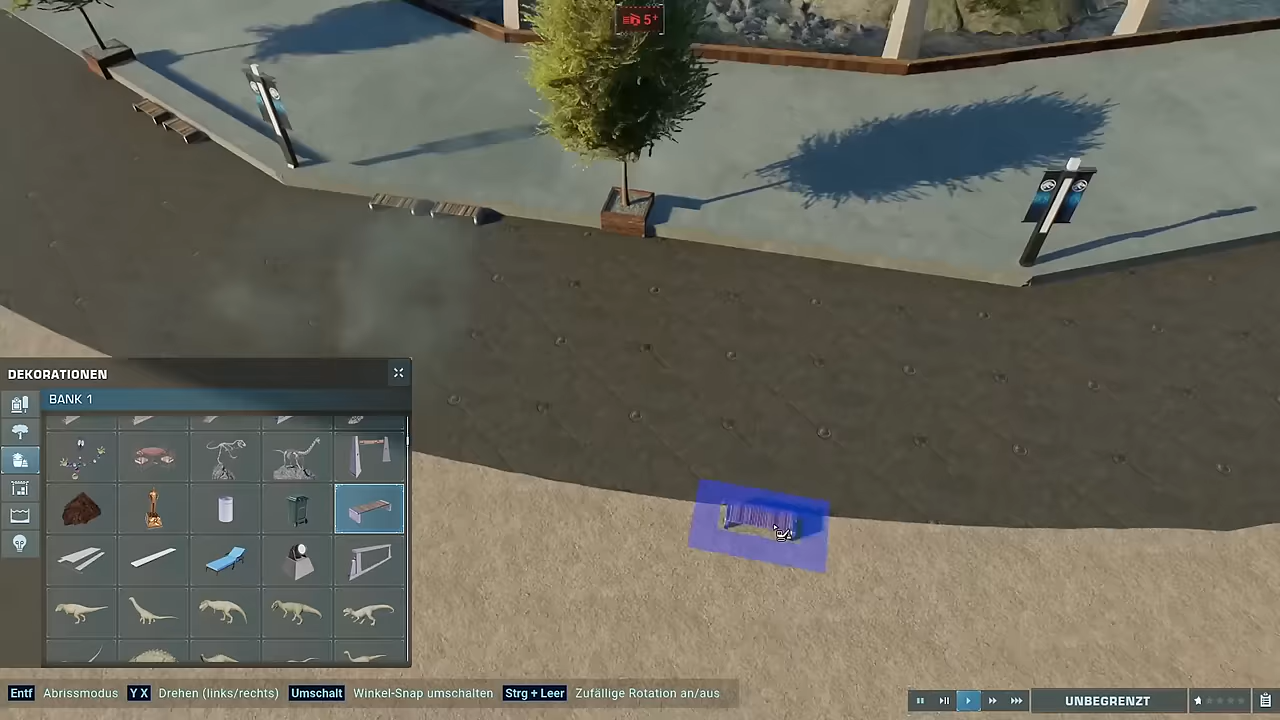 5+
DEKORATIONEN
BANK 1
Entf Abrissmodus Y X Drehen (links/rechts) Umschalt Winkel-Snap umschalten Strg + Leer Zufällige Rotation an/aus
UNBEGRENZT